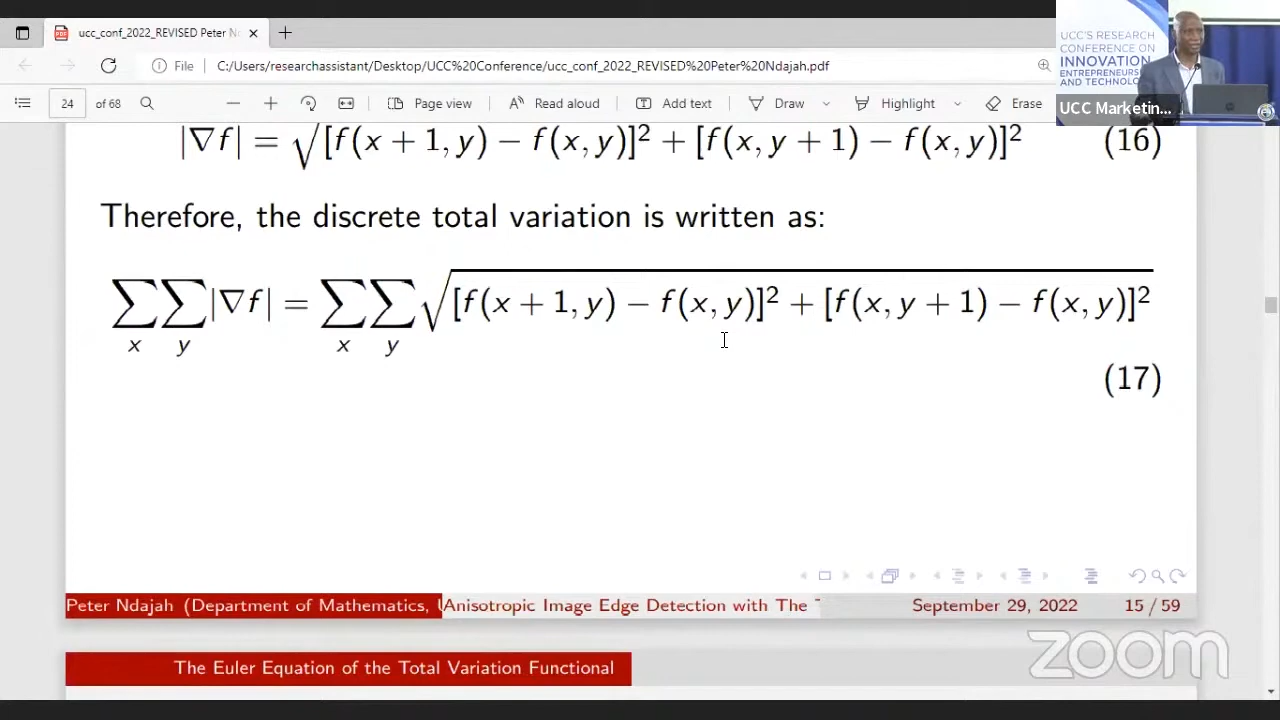 ucc_conf_2022_REVISED Peter N
File
C:/Users/researchassistant/Desktop/UCC%20Conference/ucc_conf_2022_REVISED%20Peter%20Ndajah.pdf
24 of 68
Page view
Read aloud
Add text
Draw
Highlight
Erase
UCC'S RESEARCH
CONFERENCE ON
INNOVATION
ENTREPRENEURS
AND TECHNOLOG
UCC Marketin...
|∇f| = √[f(x + 1, y) − f(x, y)]² + [f(x, y + 1) − f(x, y)]² (16)
Therefore, the discrete total variation is written as:
∑x ∑y |∇f| = ∑x ∑y √[f(x + 1, y) − f(x, y)]² + [f(x, y + 1) − f(x, y)]²
(17)
Peter Ndajah (Department of Mathematics, U Anisotropic Image Edge Detection with The T September 29, 2022 15 / 59
zoom
The Euler Equation of the Total Variation Functional